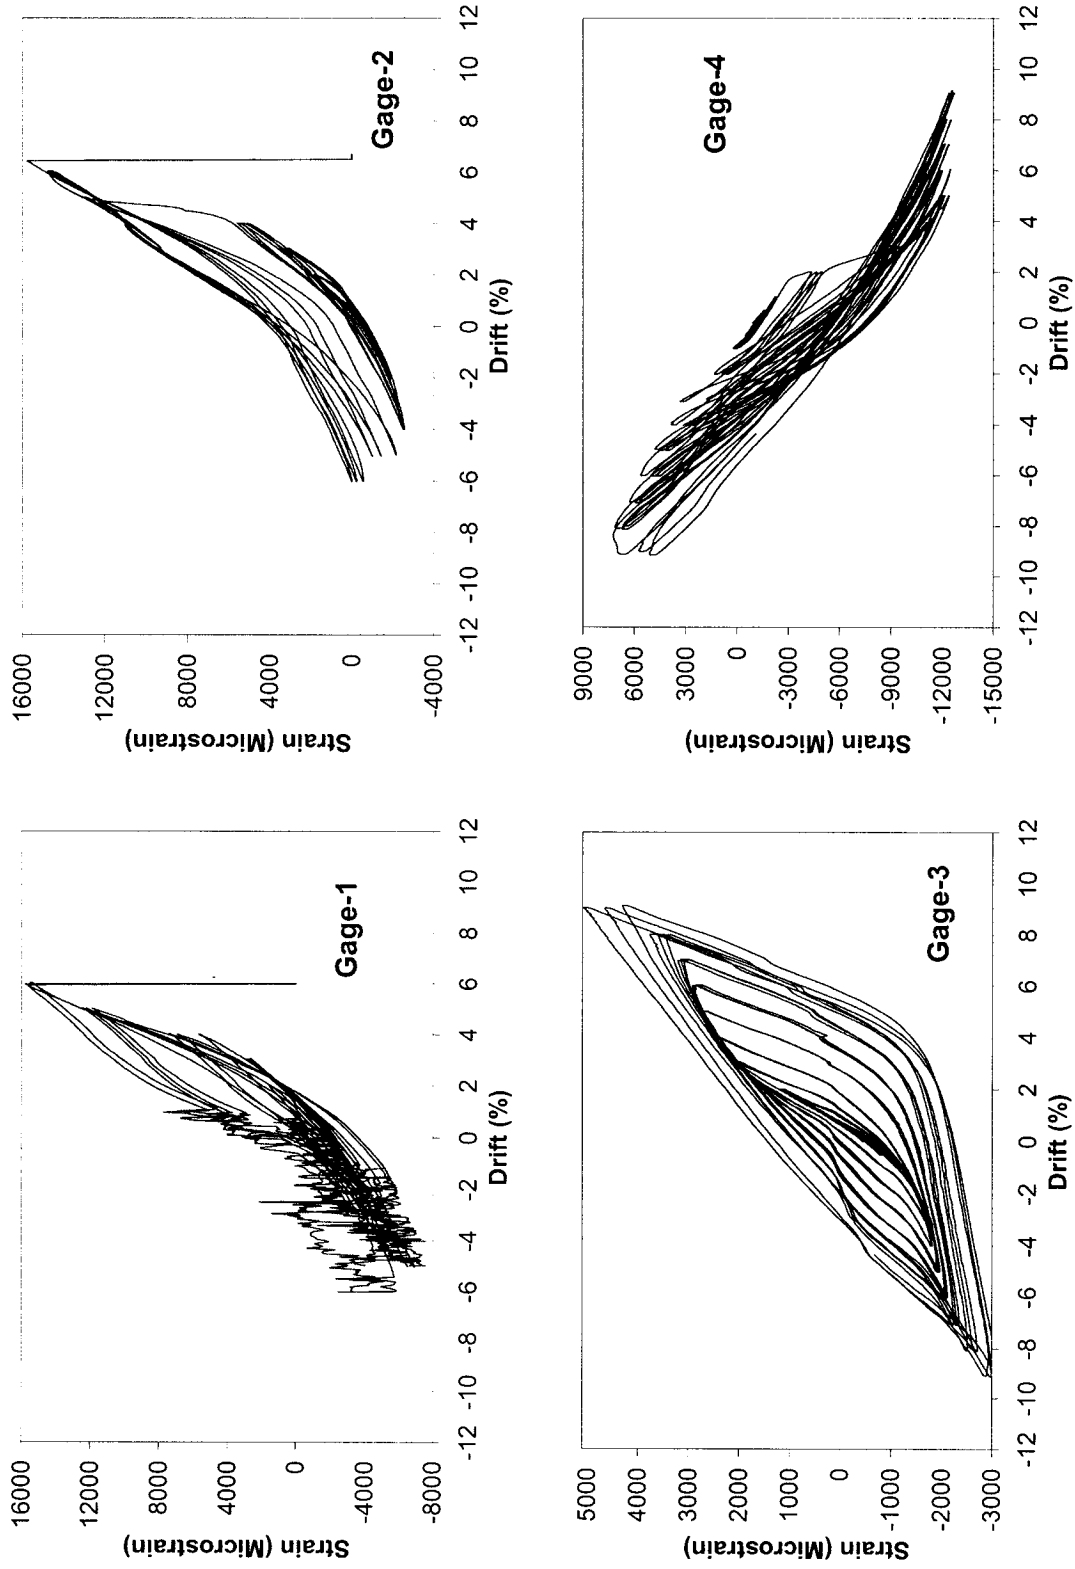 Strain (Microstrain)
16000
12000
8000
4000
0
-4000
-8000
Gage-1
-12 -10 -8 -6 -4 -2 0 2 4 6 8 10 12
Drift (%)
Strain (Microstrain)
16000
12000
8000
4000
0
-4000
Gage-2
-12 -10 -8 -6 -4 -2 0 2 4 6 8 10 12
Drift (%)
Strain (Microstrain)
5000
4000
3000
2000
1000
0
-1000
-2000
-3000
Gage-3
-12 -10 -8 -6 -4 -2 0 2 4 6 8 10 12
Drift (%)
Strain (Microstrain)
9000
6000
3000
0
-3000
-6000
-9000
-12000
-15000
Gage-4
-12 -10 -8 -6 -4 -2 0 2 4 6 8 10 12
Drift (%)